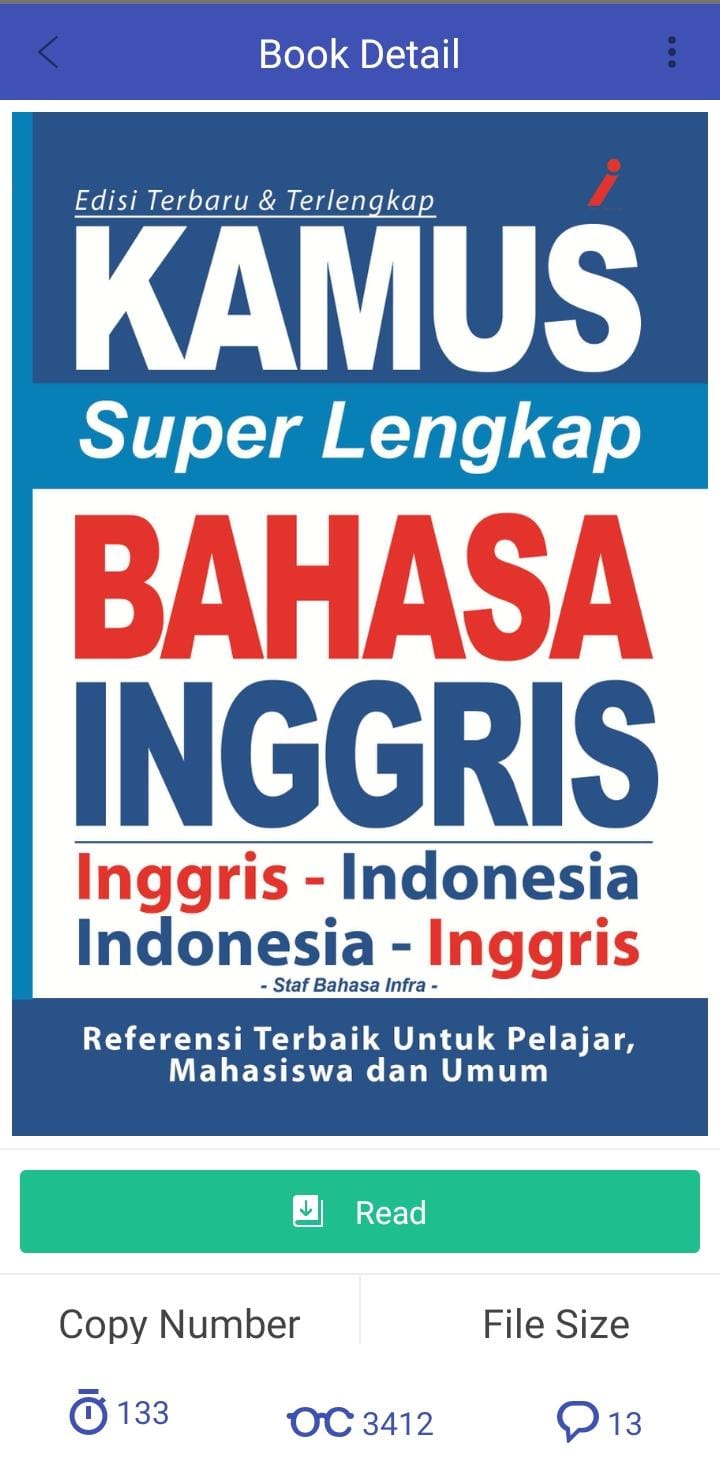 Book Detail
Edisi Terbaru & Terlengkap
KAMUS
Super Lengkap
BAHASA
INGGRIS
Inggris - Indonesia
Indonesia - Inggris
- Staf Bahasa Infra -
Referensi Terbaik Untuk Pelajar,
Mahasiswa dan Umum
Read
Copy Number File Size
133 3412 13